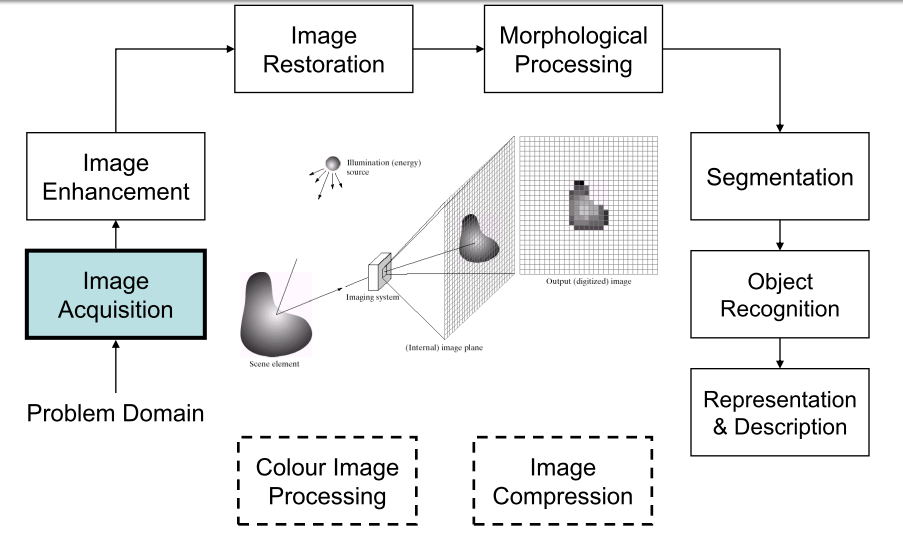 Image
Restoration
Morphological
Processing
Image
Enhancement
Illumination (energy)
source
Segmentation
Image
Acquisition
Imaging system
Output (digitized) image
Object
Recognition
(Internal) image plane
Scene element
Problem Domain
Representation
& Description
Colour Image
Processing
Image
Compression